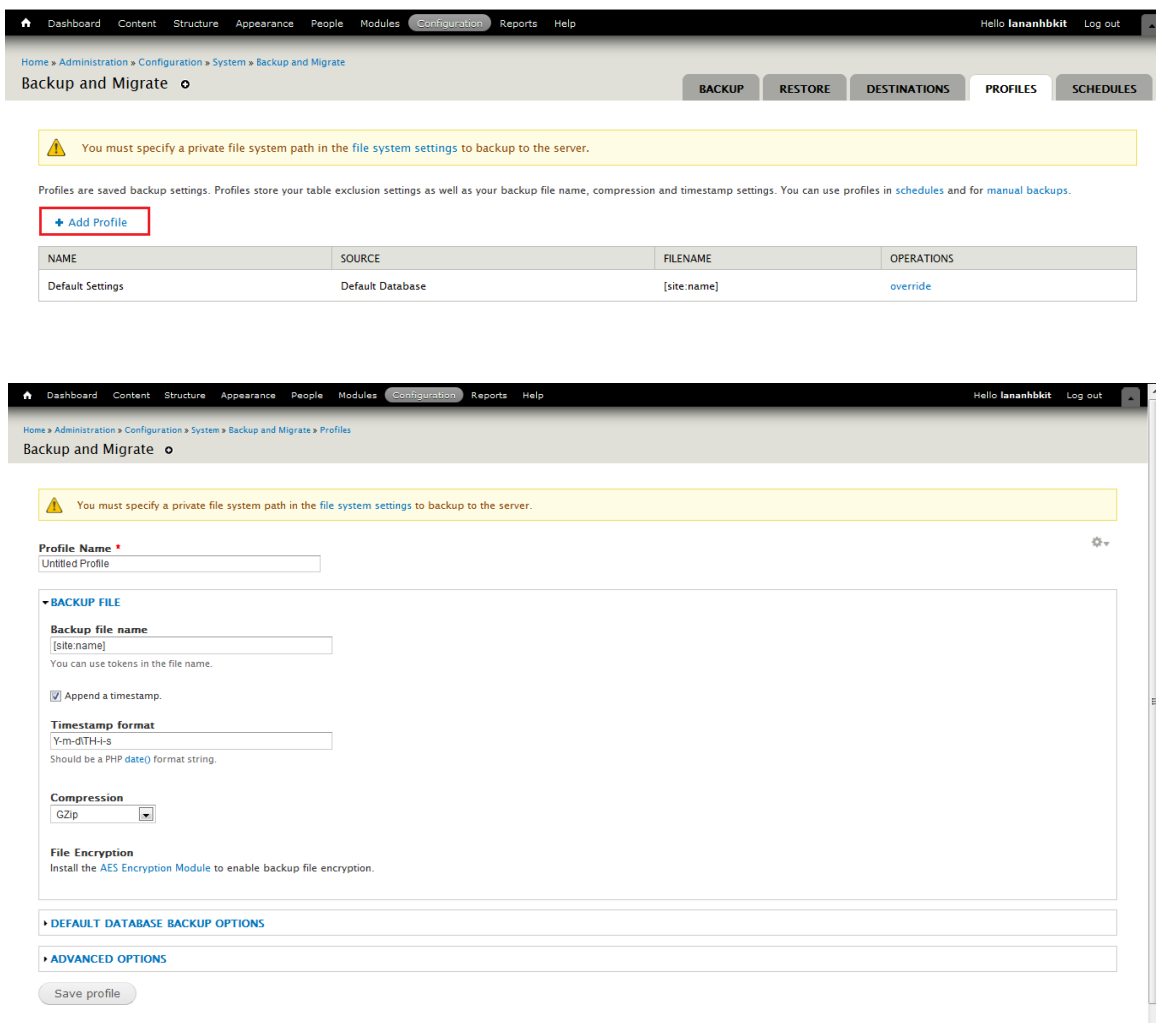 Dashboard Content Structure Appearance People Modules Configuration Reports Help Hello lananhbkit Log out
Home » Administration » Configuration » System » Backup and Migrate
Backup and Migrate
BACKUP RESTORE DESTINATIONS PROFILES SCHEDULES
You must specify a private file system path in the file system settings to backup to the server.
Profiles are saved backup settings. Profiles store your table exclusion settings as well as your backup file name, compression and timestamp settings. You can use profiles in schedules and for manual backups.
+ Add Profile
NAME SOURCE FILENAME OPERATIONS
Default Settings Default Database [site:name] override
Dashboard Content Structure Appearance People Modules Configuration Reports Help Hello lananhbkit Log out
Home » Administration » Configuration » System » Backup and Migrate » Profiles
Backup and Migrate
You must specify a private file system path in the file system settings to backup to the server.
Profile Name *
Untitled Profile
BACKUP FILE
Backup file name
[site:name]
You can use tokens in the file name.
Append a timestamp.
Timestamp format
Y-m-d\TH-i-s
Should be a PHP date() format string.
Compression
GZip
File Encryption
Install the AES Encryption Module to enable backup file encryption.
DEFAULT DATABASE BACKUP OPTIONS
ADVANCED OPTIONS
Save profile